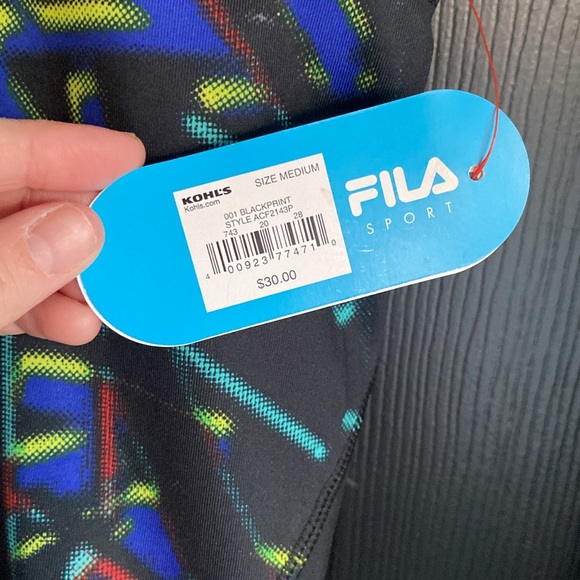 KOHL'S SIZE MEDIUM
Kohls.com
001 BLACKPRINT
STYLE ACF2143P
743 20 28
4 00923 77471 0
$30.00
FILA
SPORT